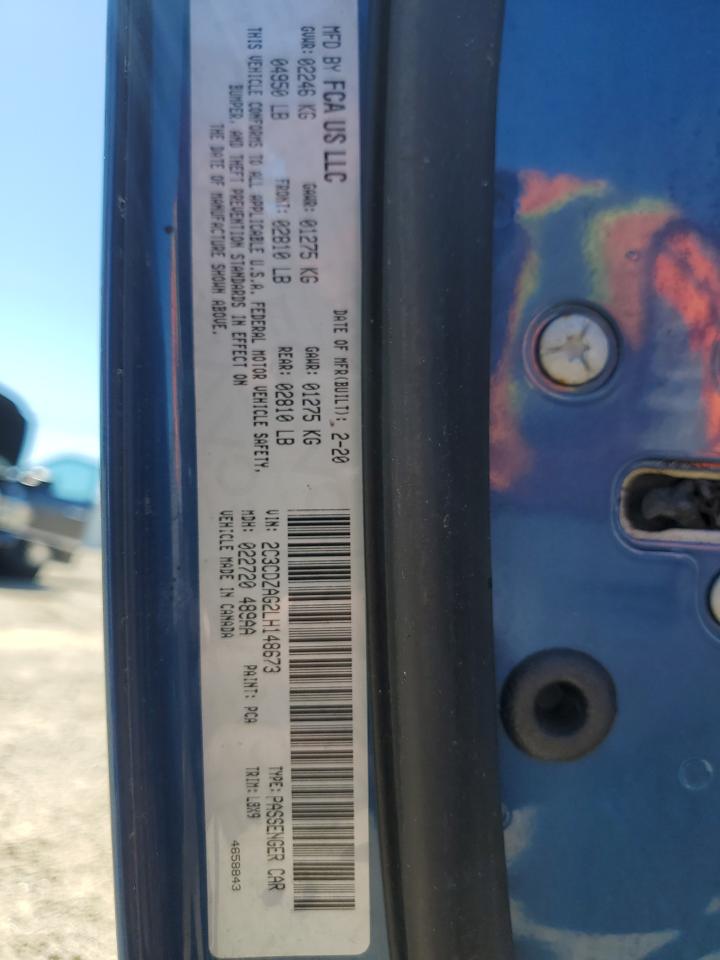 MFD BY FCA US LLC
DATE OF MFR(BUILT): 2-20
GVWR: 02246 KG
GAWR: 01275 KG
GAWR: 01275 KG
04950 LB
FRONT: 02810 LB
REAR: 02810 LB
THIS VEHICLE CONFORMS TO ALL APPLICABLE U.S.A. FEDERAL MOTOR VEHICLE SAFETY,
BUMPER, AND THEFT PREVENTION STANDARDS IN EFFECT ON
THE DATE OF MANUFACTURE SHOWN ABOVE.
VIN: 2C3CDZAG2LH148673
TYPE: PASSENGER CAR
MDH: 022720 489AA
PAINT: PCA
TRIM: L8X9
VEHICLE MADE IN CANADA
4658843